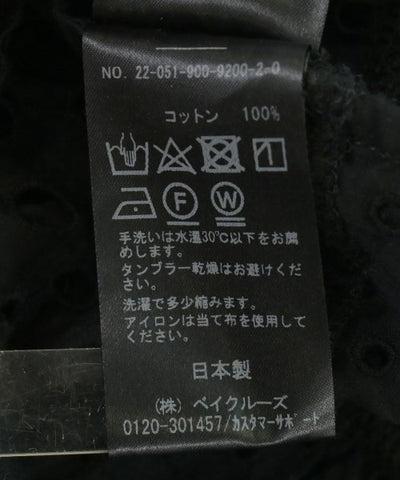 NO. 22-051-900-9200-2-0
コットン 100%
手洗いは水温30℃以下をお薦
めします。
タンブラー乾燥はお避けくださ
い。
洗濯で多少縮みます。
アイロンは当て布を使用して
ください。
日本製
(株) ベイクルーズ
0120-301457/カスタマーサポート